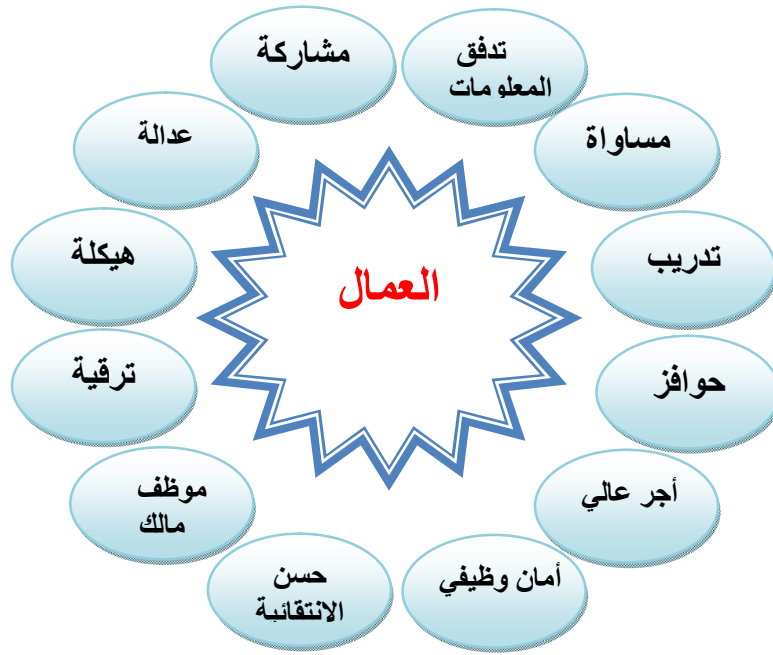 مشاركة
تدفق
المعلومات
عدالة
مساواة
هيكلة
تدريب
العمال
ترقية
حوافز
موظف
مالك
أجر عالي
حسن
الانتقائية
أمان وظيفي